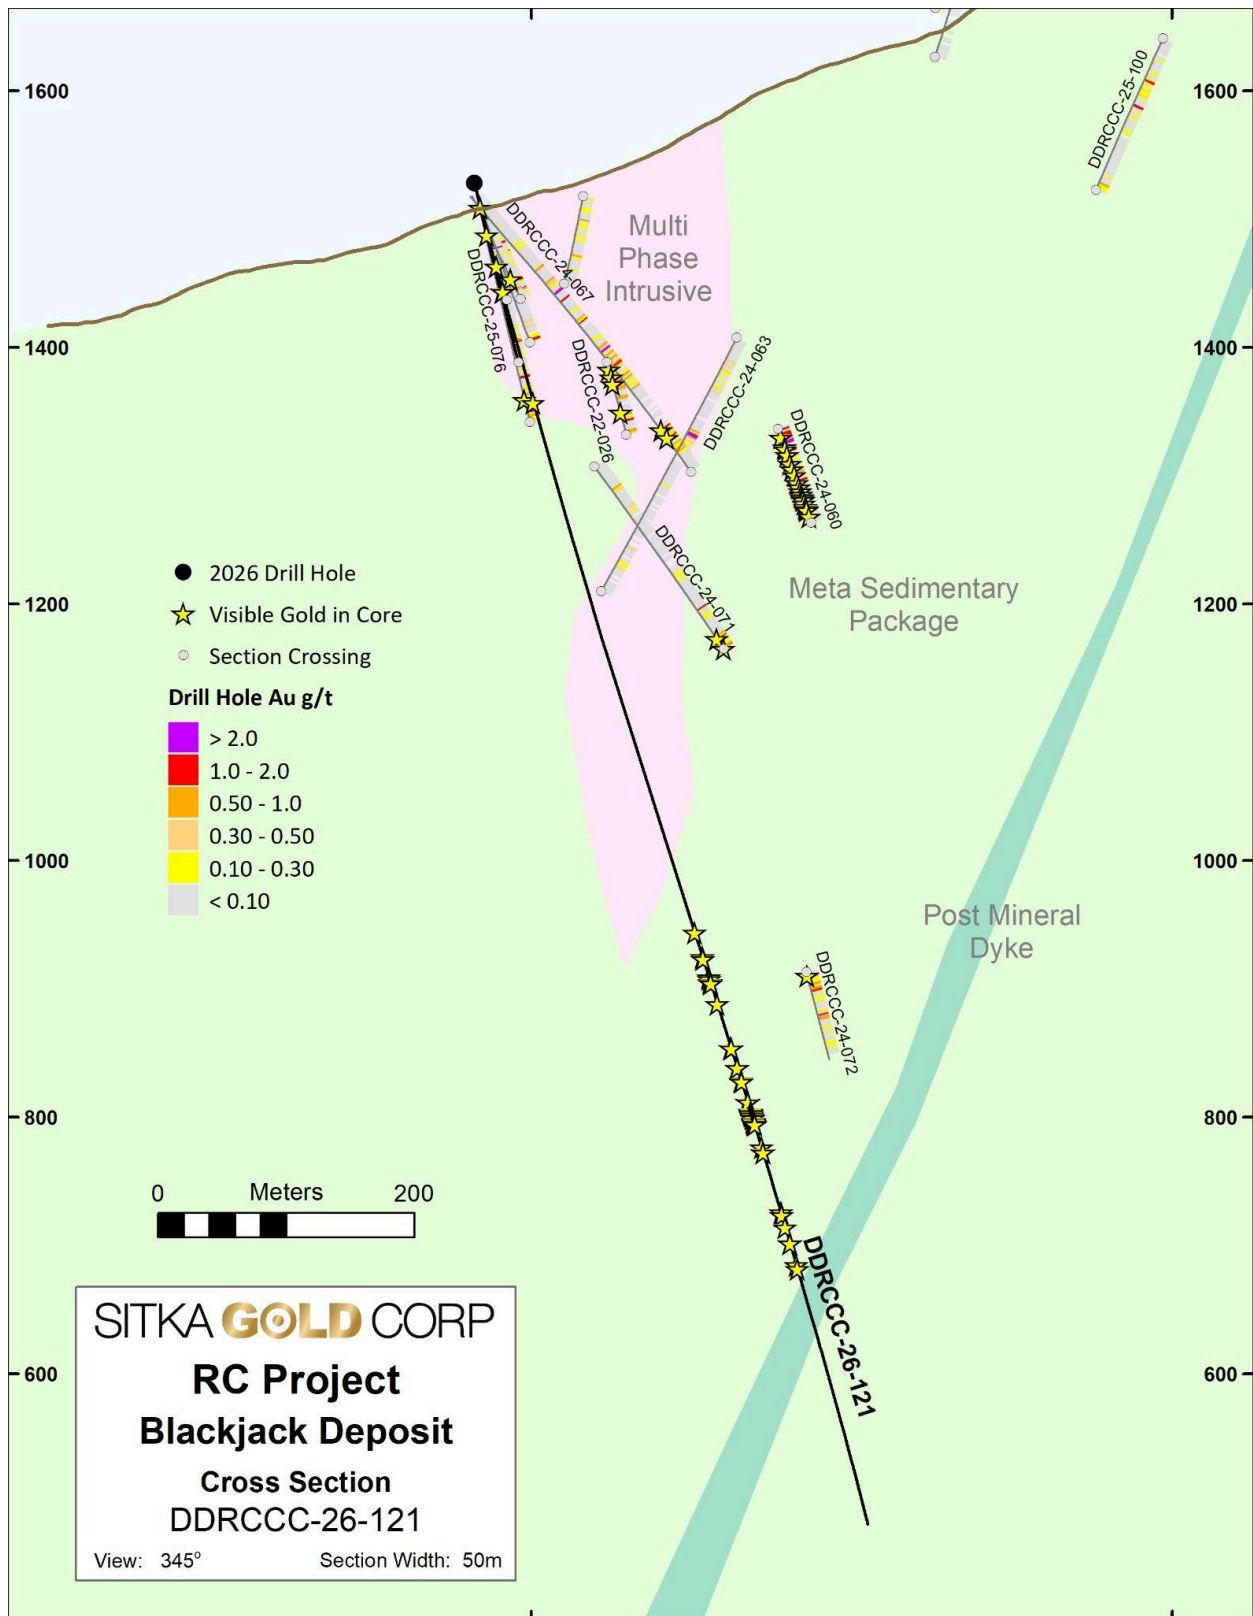 1600
1600
DDRCCC-25-100
DDRCCC-24-067
Multi
Phase
Intrusive
DDRCCC-25-076
1400
1400
DDRCCC-22-026
DDRCCC-24-063
DDRCCC-24-060
DDRCCC-24-071
2026 Drill Hole
Visible Gold in Core
Section Crossing
Meta Sedimentary
Package
1200
1200
Drill Hole Au g/t
> 2.0
1.0 - 2.0
0.50 - 1.0
0.30 - 0.50
0.10 - 0.30
< 0.10
1000
1000
Post Mineral
Dyke
DDRCCC-24-072
800
800
0 Meters 200
DDRCCC-26-121
600
600
SITKA GOLD CORP
RC Project
Blackjack Deposit
Cross Section
DDRCCC-26-121
View: 345° Section Width: 50m